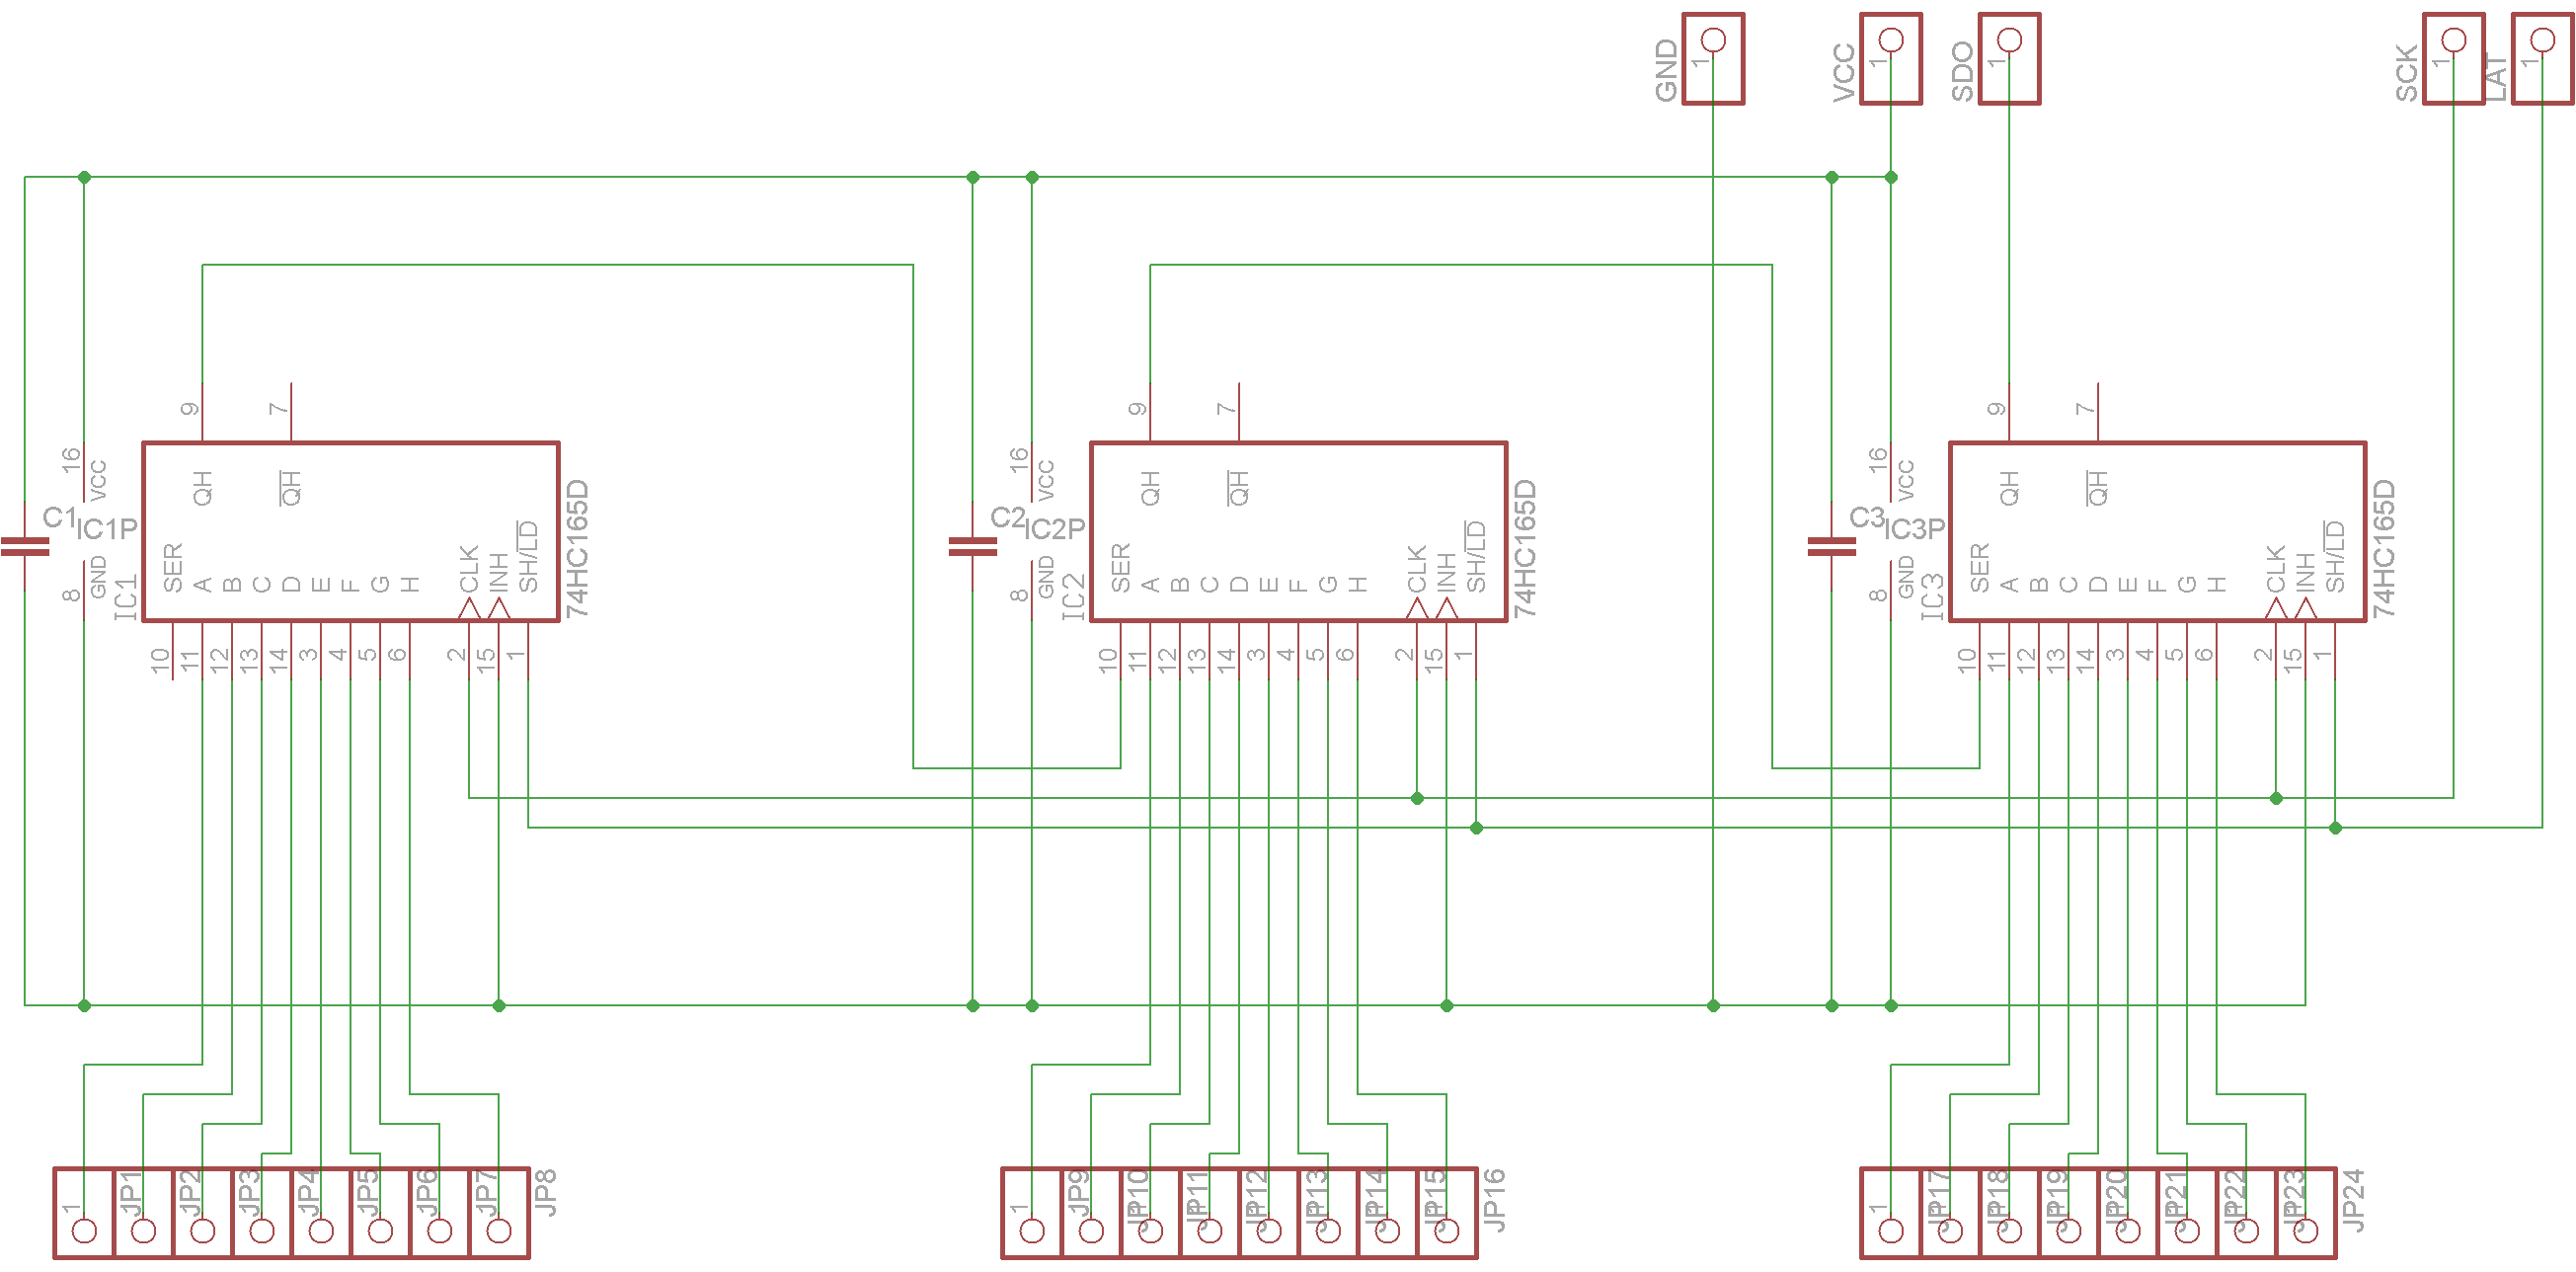 GND
1
VCC
1
SDO
1
SCK
1
LAT
1
9
7
16
VCC
QH
QH
C1
IC1P
8
GND
IC1
SER
A
B
C
D
E
F
G
H
CLK
INH
SH/LD
74HC165D
10
11
12
13
14
3
4
5
6
2
15
1
9
7
16
VCC
QH
QH
C2
IC2P
8
GND
IC2
SER
A
B
C
D
E
F
G
H
CLK
INH
SH/LD
74HC165D
10
11
12
13
14
3
4
5
6
2
15
1
9
7
16
VCC
QH
QH
C3
IC3P
8
GND
IC3
SER
A
B
C
D
E
F
G
H
CLK
INH
SH/LD
74HC165D
10
11
12
13
14
3
4
5
6
2
15
1
1
JP1
JP2
JP3
JP4
JP5
JP6
JP7
JP8
1
JP9
JP10
JP11
JP12
JP13
JP14
JP15
JP16
1
JP17
JP18
JP19
JP20
JP21
JP22
JP23
JP24